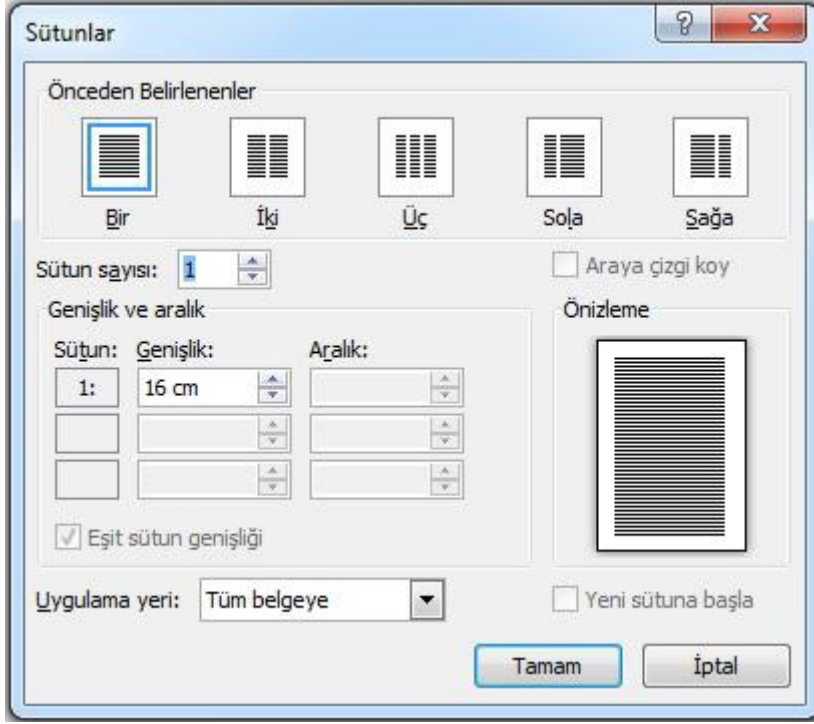 Sütunlar
Önceden Belirlenenler
Bir İki Üç Sola Sağa
Sütun sayısı: 1
Araya çizgi koy
Genişlik ve aralık
Önizleme
Sütun: Genişlik: Aralık:
1: 16 cm
Eşit sütun genişliği
Uygulama yeri: Tüm belgeye
Yeni sütuna başla
Tamam İptal